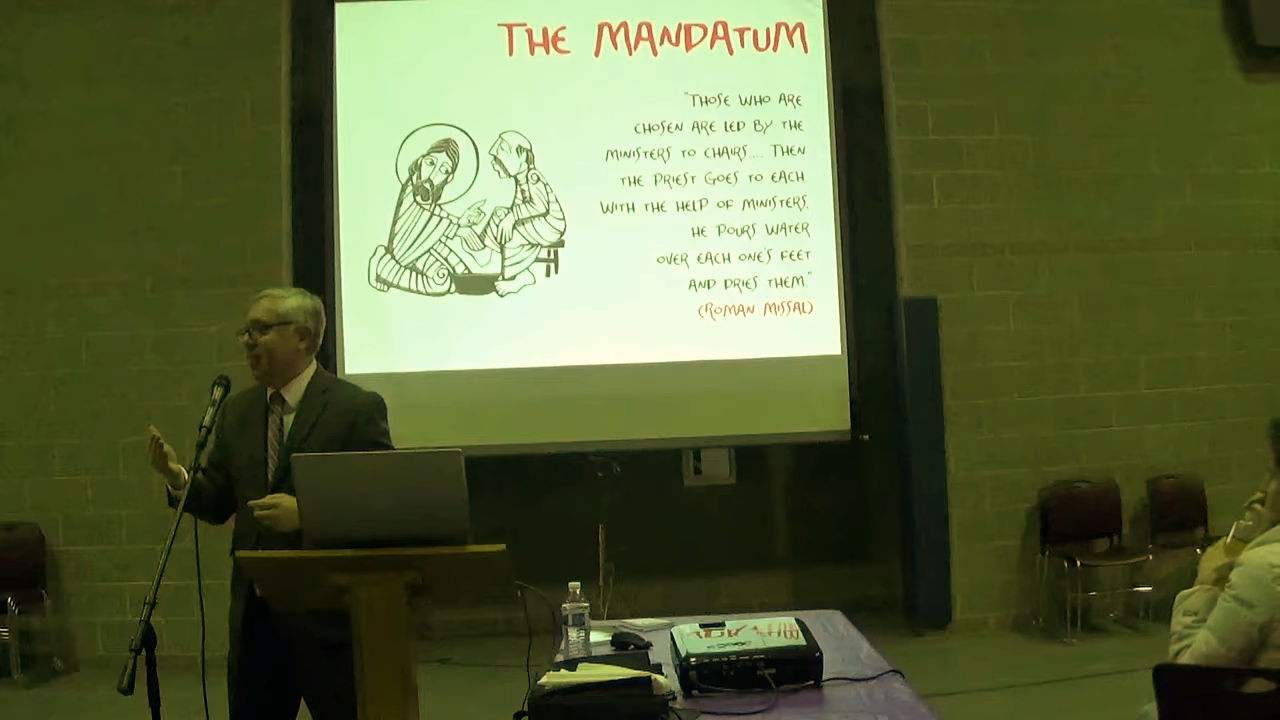 THE MANDATUM
"THOSE WHO ARE
CHOSEN ARE LED BY THE
MINISTERS TO CHAIRS.... THEN
THE PRIEST GOES TO EACH.
WITH THE HELP OF MINISTERS,
HE POURS WATER
OVER EACH ONE'S FEET
AND DRIES THEM."
(ROMAN MISSAL)